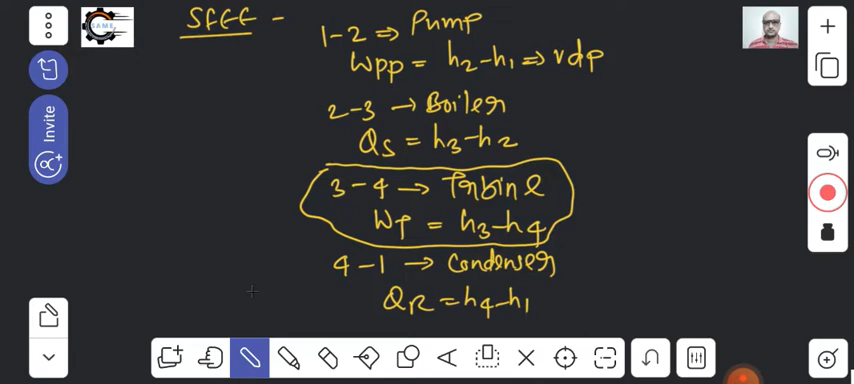 SFEE -
GAME
1-2 ⇒ Pump
Wpp = h2-h1 ⇒ vdp
2-3 → Boiler
Qs = h3-h2
3-4 → Turbine
WT = h3-h4
4-1 → Condenser
QR = h4-h1
Invite